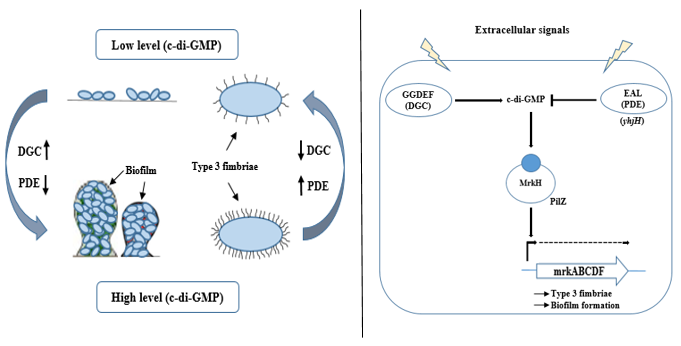 Low level (c-di-GMP)
DGC
PDE
Biofilm
Type 3 fimbriae
DGC
PDE
High level (c-di-GMP)
Extracellular signals
GGDEF
(DGC)
c-di-GMP
EAL
(PDE)
(yhjH)
MrkH
PilZ
mrkABCDF
Type 3 fimbriae
Biofilm formation